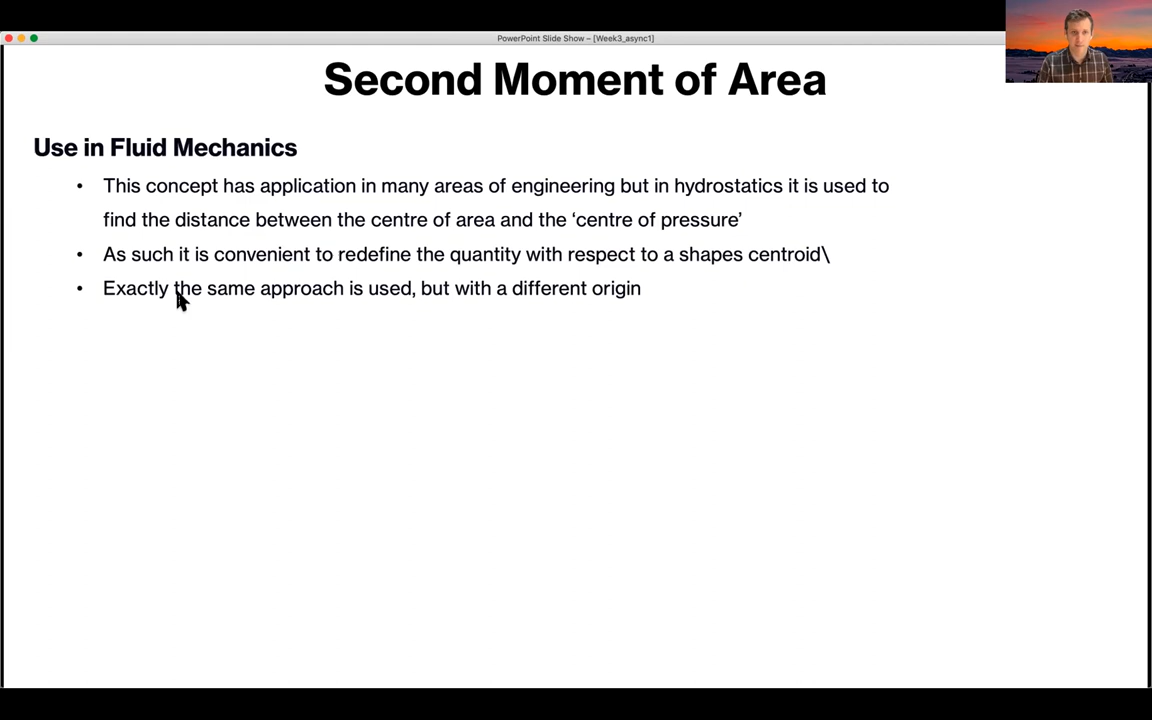 PowerPoint Slide Show – [Week3_async1]
Second Moment of Area
Use in Fluid Mechanics
• This concept has application in many areas of engineering but in hydrostatics it is used to
find the distance between the centre of area and the ‘centre of pressure’
• As such it is convenient to redefine the quantity with respect to a shapes centroid\
• Exactly the same approach is used, but with a different origin